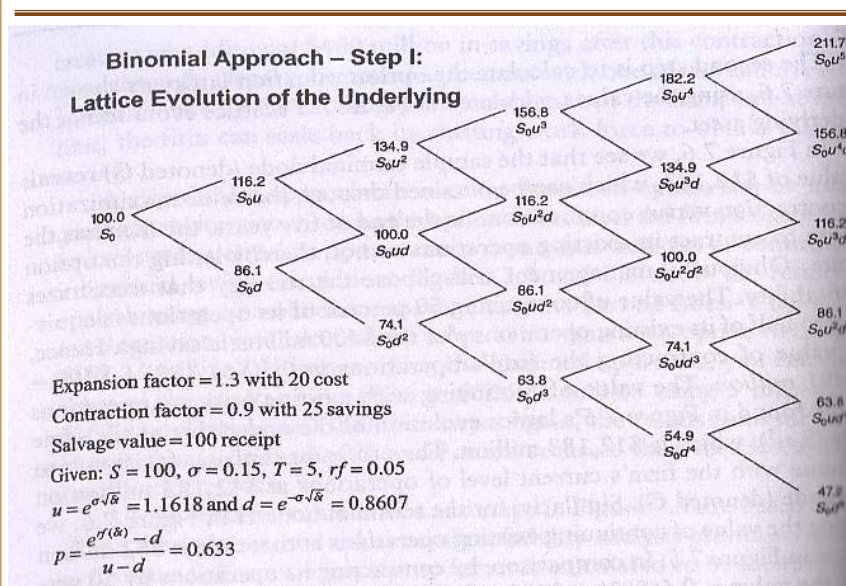 Binomial Approach – Step I:
Lattice Evolution of the Underlying
100.0
S₀
116.2
S₀u
86.1
S₀d
134.9
S₀u²
100.0
S₀ud
74.1
S₀d²
156.8
S₀u³
116.2
S₀u²d
66.1
S₀ud²
63.8
S₀d³
182.2
S₀u⁴
134.9
S₀u³d
100.0
S₀u²d²
74.1
S₀ud³
54.9
S₀d⁴
211.7
S₀u⁵
156.8
S₀u⁴d
116.2
S₀u³d
86.1
S₀u²d
63.8
S₀ud
47.2
Expansion factor = 1.3 with 20 cost
Contraction factor = 0.9 with 25 savings
Salvage value = 100 receipt
Given: S = 100, σ = 0.15, T = 5, rf = 0.05
u = e^{σ√δt} = 1.1618 and d = e^{-σ√δt} = 0.8607
p = (e^{rf(δt)} − d) / (u − d) = 0.633